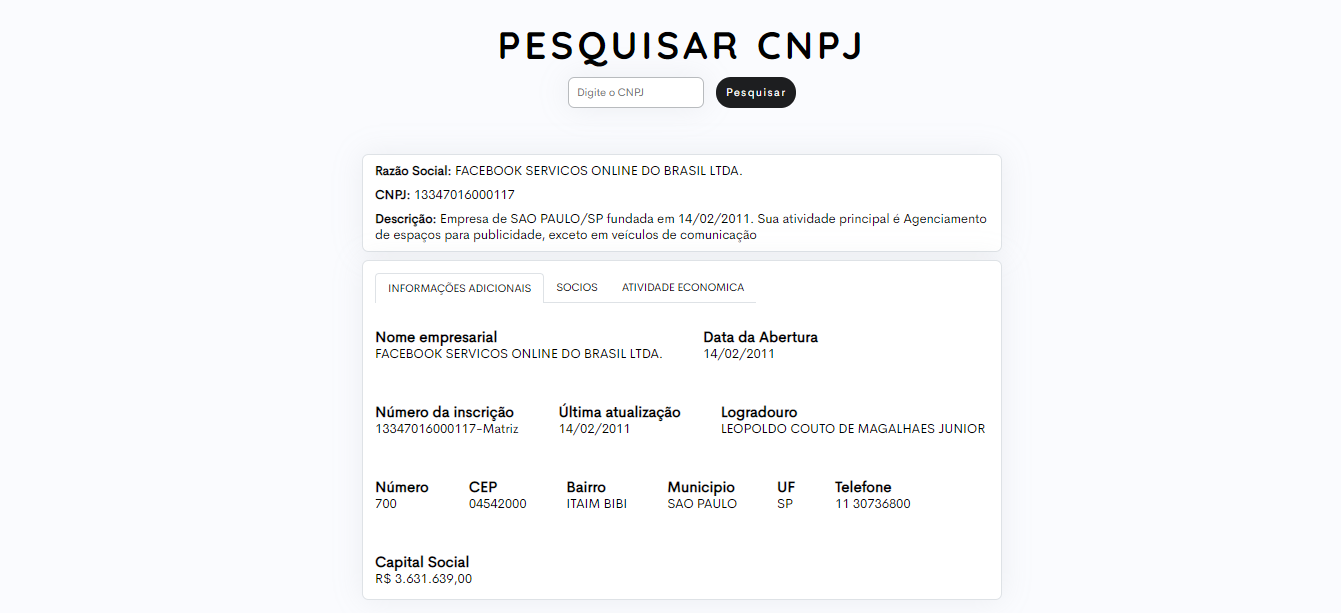 PESQUISAR CNPJ
Digite o CNPJ
Pesquisar
Razão Social: FACEBOOK SERVICOS ONLINE DO BRASIL LTDA.
CNPJ: 13347016000117
Descrição: Empresa de SAO PAULO/SP fundada em 14/02/2011. Sua atividade principal é Agenciamento
de espaços para publicidade, exceto em veículos de comunicação
INFORMAÇÕES ADICIONAIS SOCIOS ATIVIDADE ECONOMICA
Nome empresarial Data da Abertura
FACEBOOK SERVICOS ONLINE DO BRASIL LTDA. 14/02/2011
Número da inscrição Última atualização Logradouro
13347016000117-Matriz 14/02/2011 LEOPOLDO COUTO DE MAGALHAES JUNIOR
Número CEP Bairro Municipio UF Telefone
700 04542000 ITAIM BIBI SAO PAULO SP 11 30736800
Capital Social
R$ 3.631.639,00